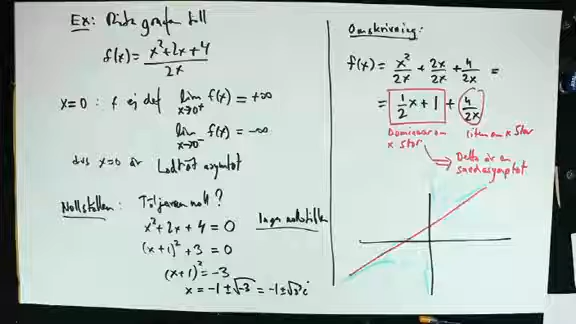 Ex: Rita grafen till
f(x) = x²+2x+4 / 2x
x=0 : f ej def lim x→0⁺ f(x) = +∞
lim x→0⁻ f(x) = -∞
dvs x=0 är Lodrät asymptot
Nollställen: Täljaren noll?
x²+2x+4 = 0 Inga nollställen
(x+1)²+3 = 0
(x+1)² = -3
x = -1 ± √-3 = -1 ± √3 i
Omskrivning:
f(x) = x²/2x + 2x/2x + 4/2x =
= 1/2 x + 1 + 4/2x
Dominerar om x stor
liten om x stor
Detta är en
snedasymptot